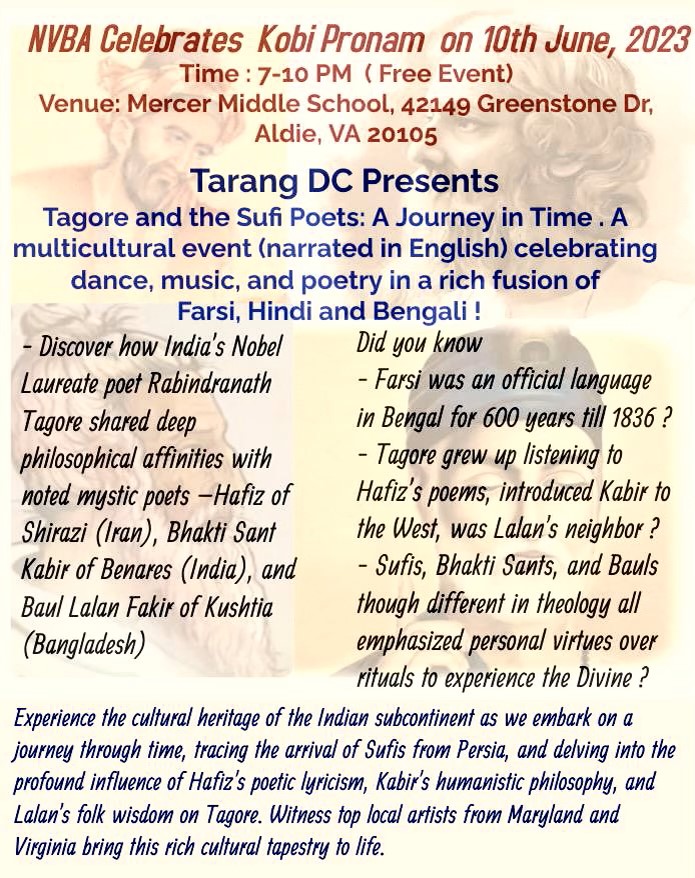 NVBA Celebrates Kobi Pronam on 10th June, 2023
Time : 7-10 PM ( Free Event)
Venue: Mercer Middle School, 42149 Greenstone Dr,
Aldie, VA 20105
Tarang DC Presents
Tagore and the Sufi Poets: A Journey in Time . A
multicultural event (narrated in English) celebrating
dance, music, and poetry in a rich fusion of
Farsi, Hindi and Bengali !
- Discover how India's Nobel
Laureate poet Rabindranath
Tagore shared deep
philosophical affinities with
noted mystic poets –Hafiz of
Shirazi (Iran), Bhakti Sant
Kabir of Benares (India), and
Baul Lalan Fakir of Kushtia
(Bangladesh)
Did you know
- Farsi was an official language
in Bengal for 600 years till 1836 ?
- Tagore grew up listening to
Hafiz's poems, introduced Kabir to
the West, was Lalan's neighbor ?
- Sufis, Bhakti Sants, and Bauls
though different in theology all
emphasized personal virtues over
rituals to experience the Divine ?
Experience the cultural heritage of the Indian subcontinent as we embark on a
journey through time, tracing the arrival of Sufis from Persia, and delving into the
profound influence of Hafiz's poetic lyricism, Kabir's humanistic philosophy, and
Lalan's folk wisdom on Tagore. Witness top local artists from Maryland and
Virginia bring this rich cultural tapestry to life.